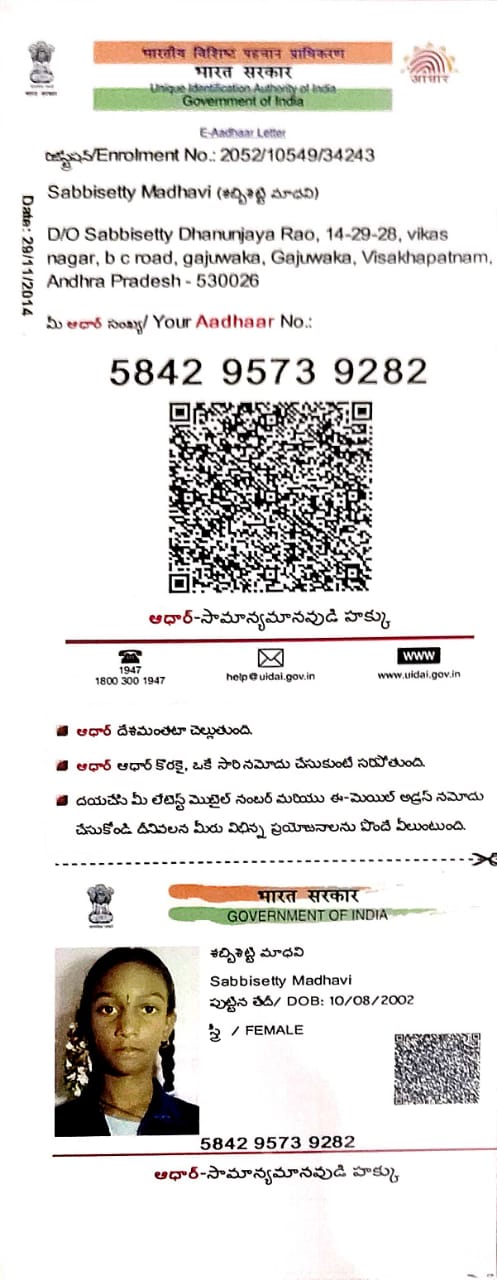 भारतीय विशिष्ट पहचान प्राधिकरण
भारत सरकार
Unique Identification Authority of India
Government of India
भारत सरकार
आधार
E-Aadhaar Letter
రిజిస్ట్రేషన్/Enrolment No.: 2052/10549/34243
Sabbisetty Madhavi (శబ్బిశెట్టి మాధవి)
Date: 28/11/2014
D/O Sabbisetty Dhanunjaya Rao, 14-29-28, vikas
nagar, b c road, gajuwaka, Gajuwaka, Visakhapatnam,
Andhra Pradesh - 530026
మీ ఆధార్ సంఖ్య/ Your Aadhaar No.:
5842 9573 9282
ఆధార్-సామాన్యమానవుడి హక్కు
1947
1800 300 1947
help@uidai.gov.in
WWW
www.uidai.gov.in
ఆధార్ దేశమంతటా చెల్లుతుంది.
ఆధార్ ఆధార్ కొరకై, ఒకే సారి నమోదు చేసుకుంటే సరిపోతుంది.
దయచేసి మీ లేటెస్ట్ మొబైల్ నంబర్ మరియు ఈ-మెయిల్ అడ్రస్ నమోదు
చేసుకోండి దీనివలన మీరు విభిన్న ప్రయోజనాలను పొందే వీలుంటుంది.
भारत सरकार
GOVERNMENT OF INDIA
శబ్బిశెట్టి మాధవి
Sabbisetty Madhavi
పుట్టిన తేదీ/ DOB: 10/08/2002
స్త్రీ / FEMALE
5842 9573 9282
ఆధార్-సామాన్యమానవుడి హక్కు